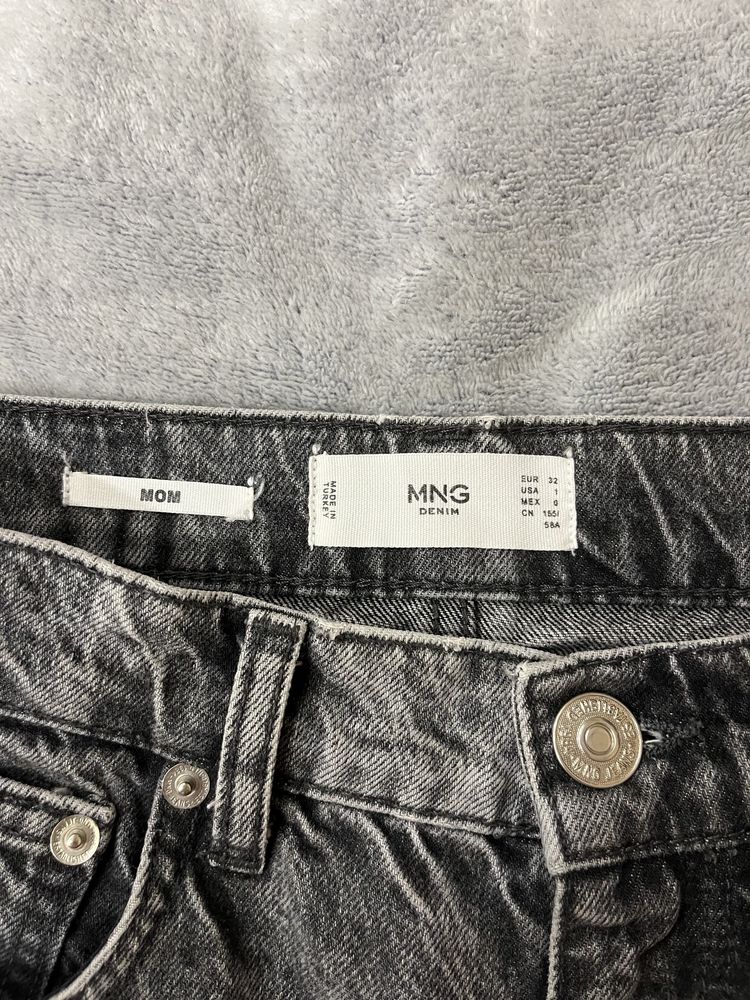 MOM
MADE IN
TURKEY
MNG
DENIM
EUR 32
USA 1
MEX 0
CN 155/
58A